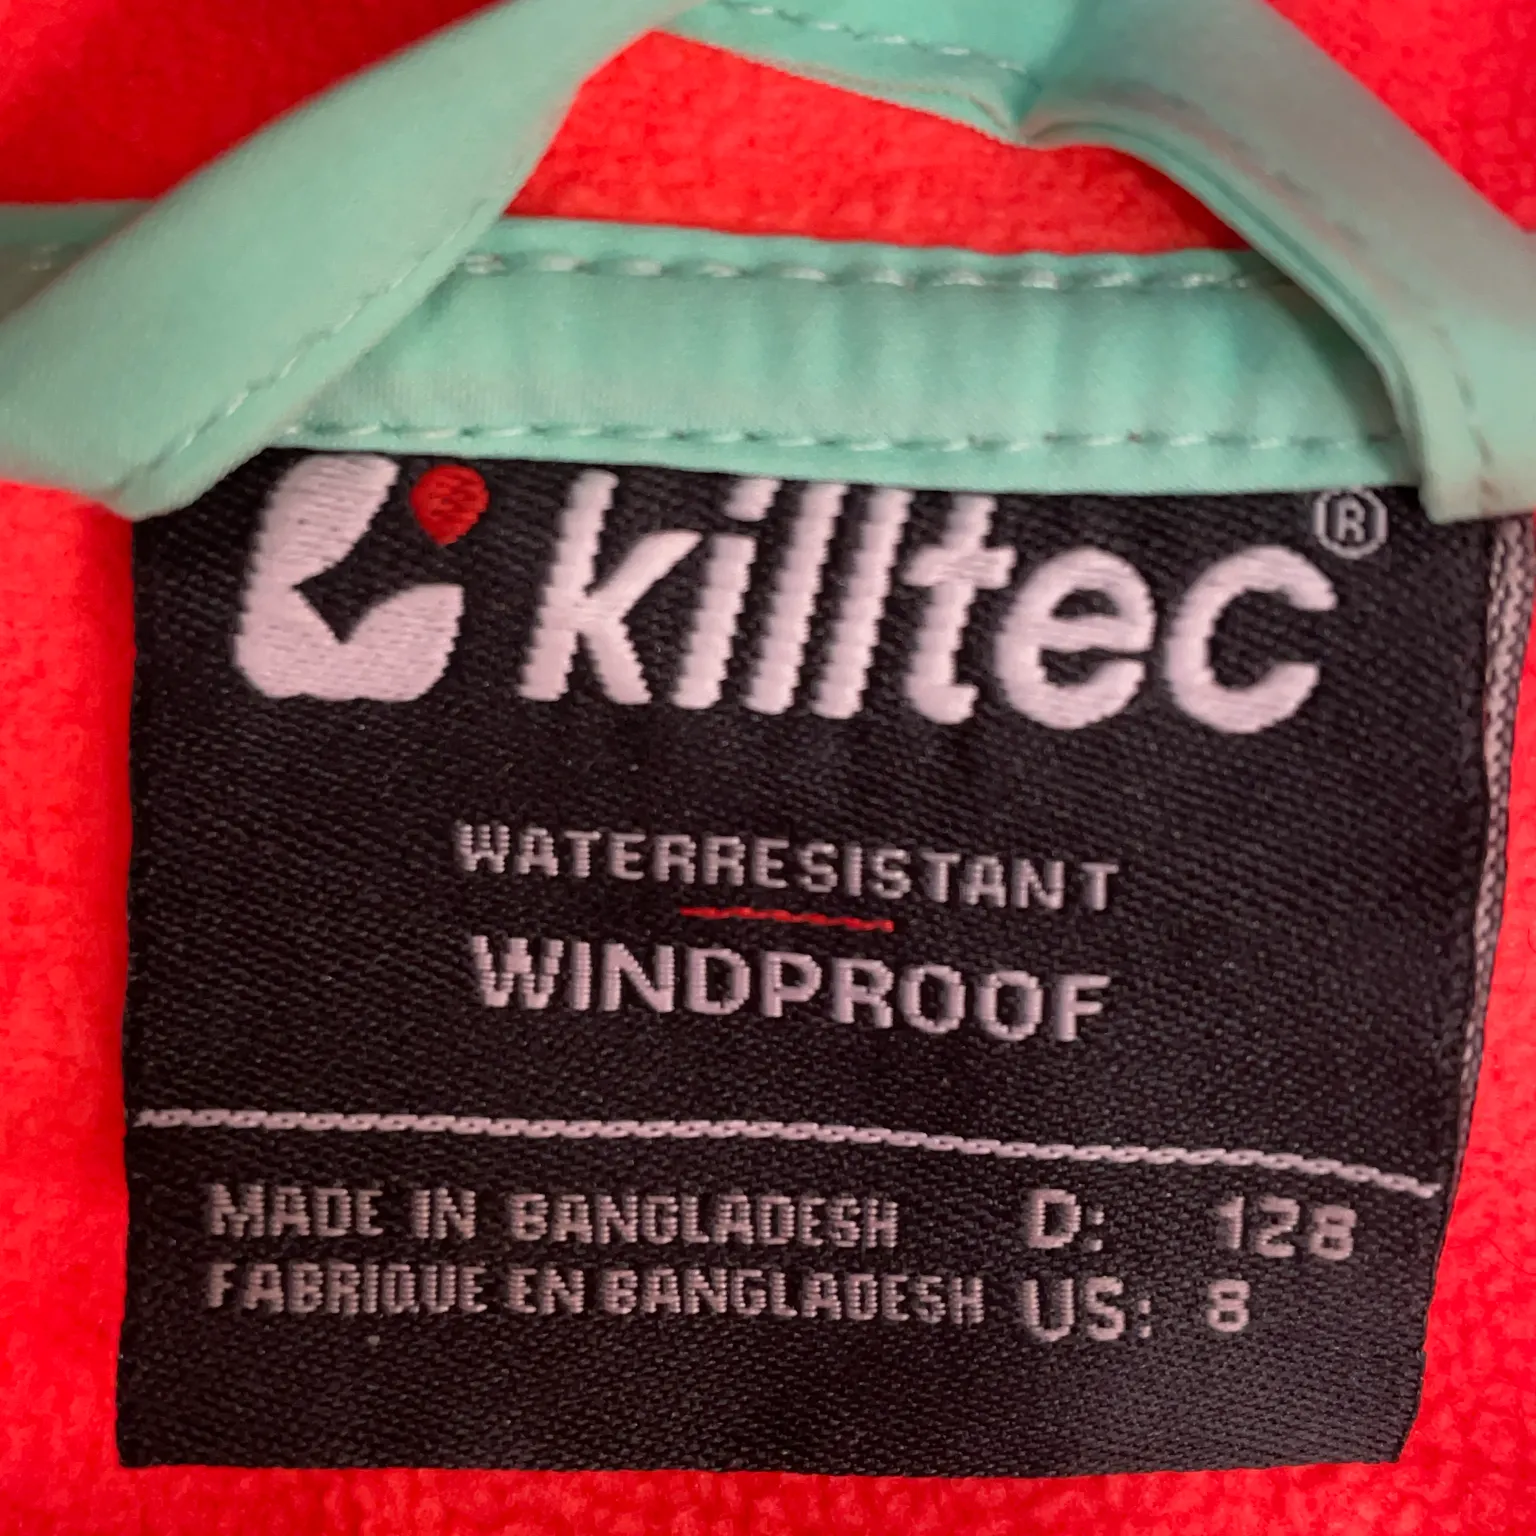 killtec®
WATERRESISTANT
WINDPROOF
MADE IN BANGLADESH D: 128
FABRIQUE EN BANGLADESH US: 8